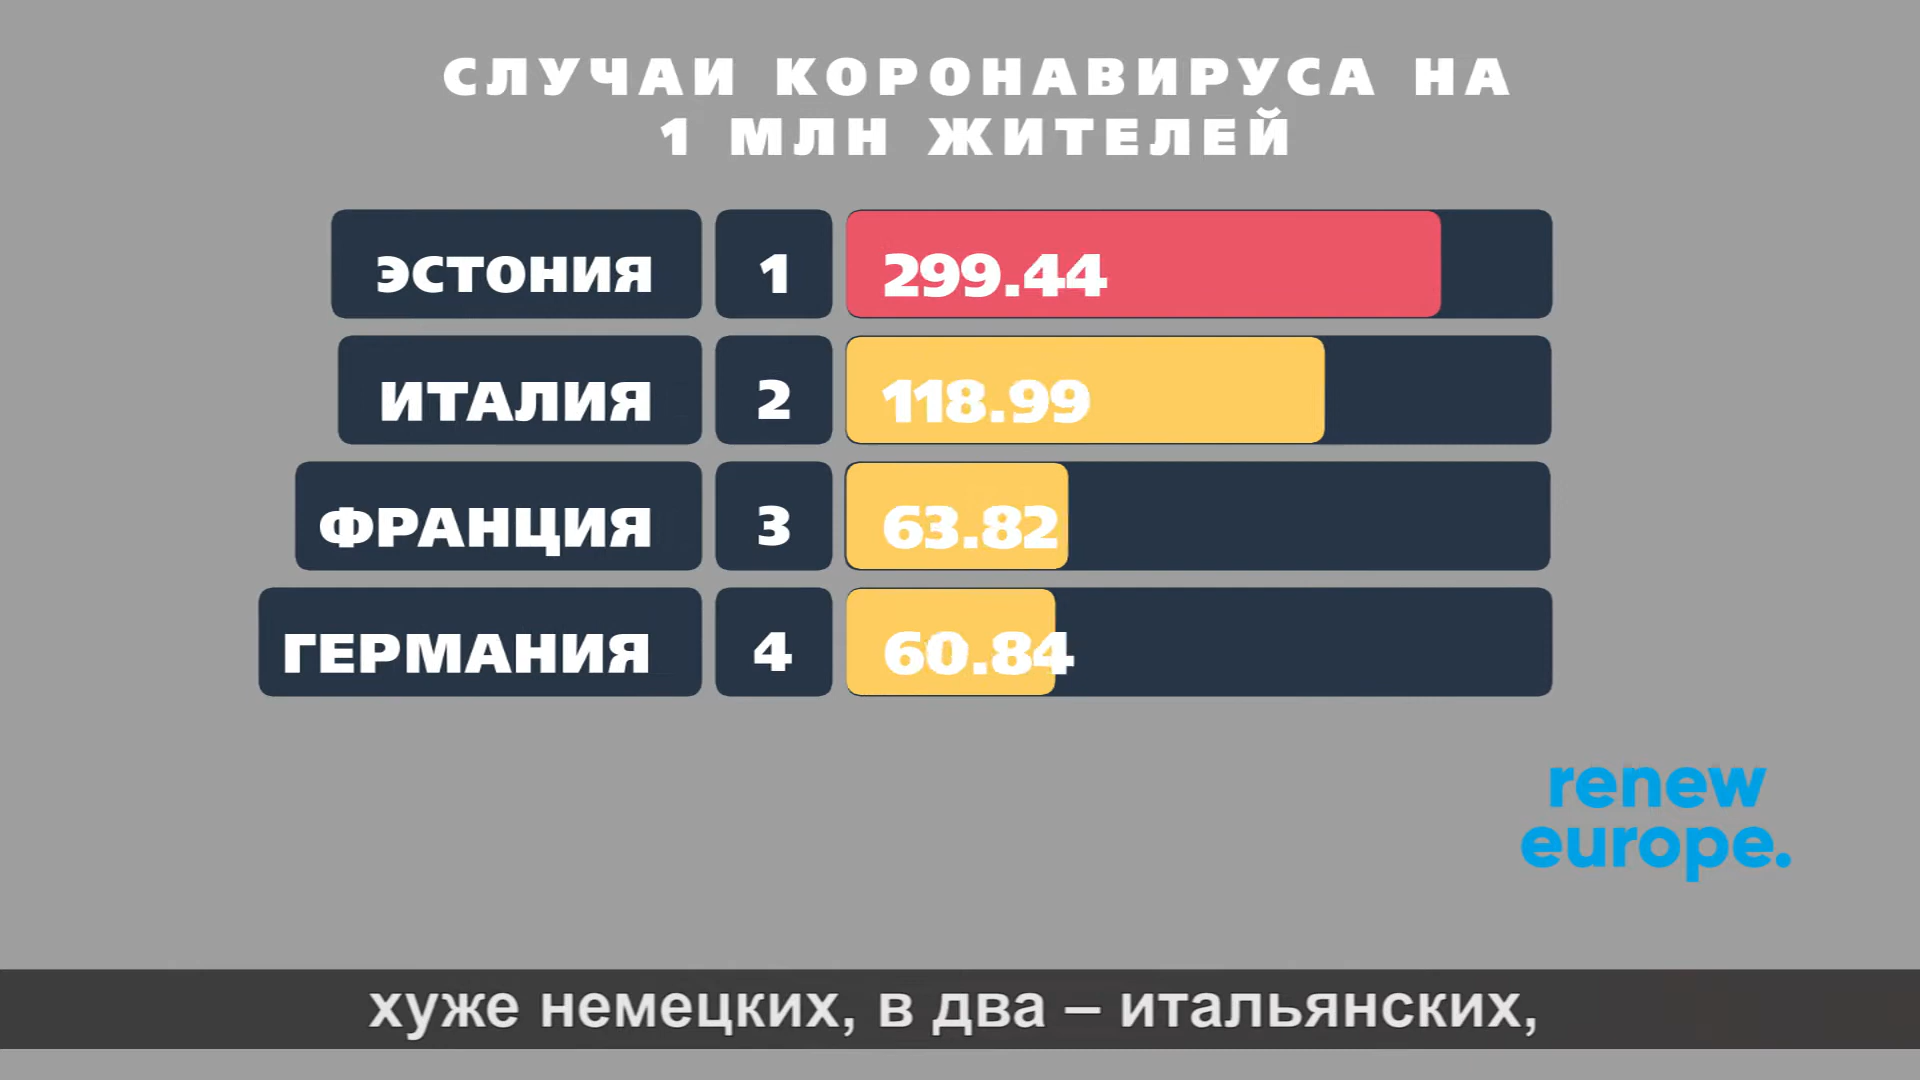 СЛУЧАИ КОРОНАВИРУСА НА
1 МЛН ЖИТЕЛЕЙ
ЭСТОНИЯ 1 299.44
ИТАЛИЯ 2 118.99
ФРАНЦИЯ 3 63.82
ГЕРМАНИЯ 4 60.84
renew
europe.
хуже немецких, в два – итальянских,